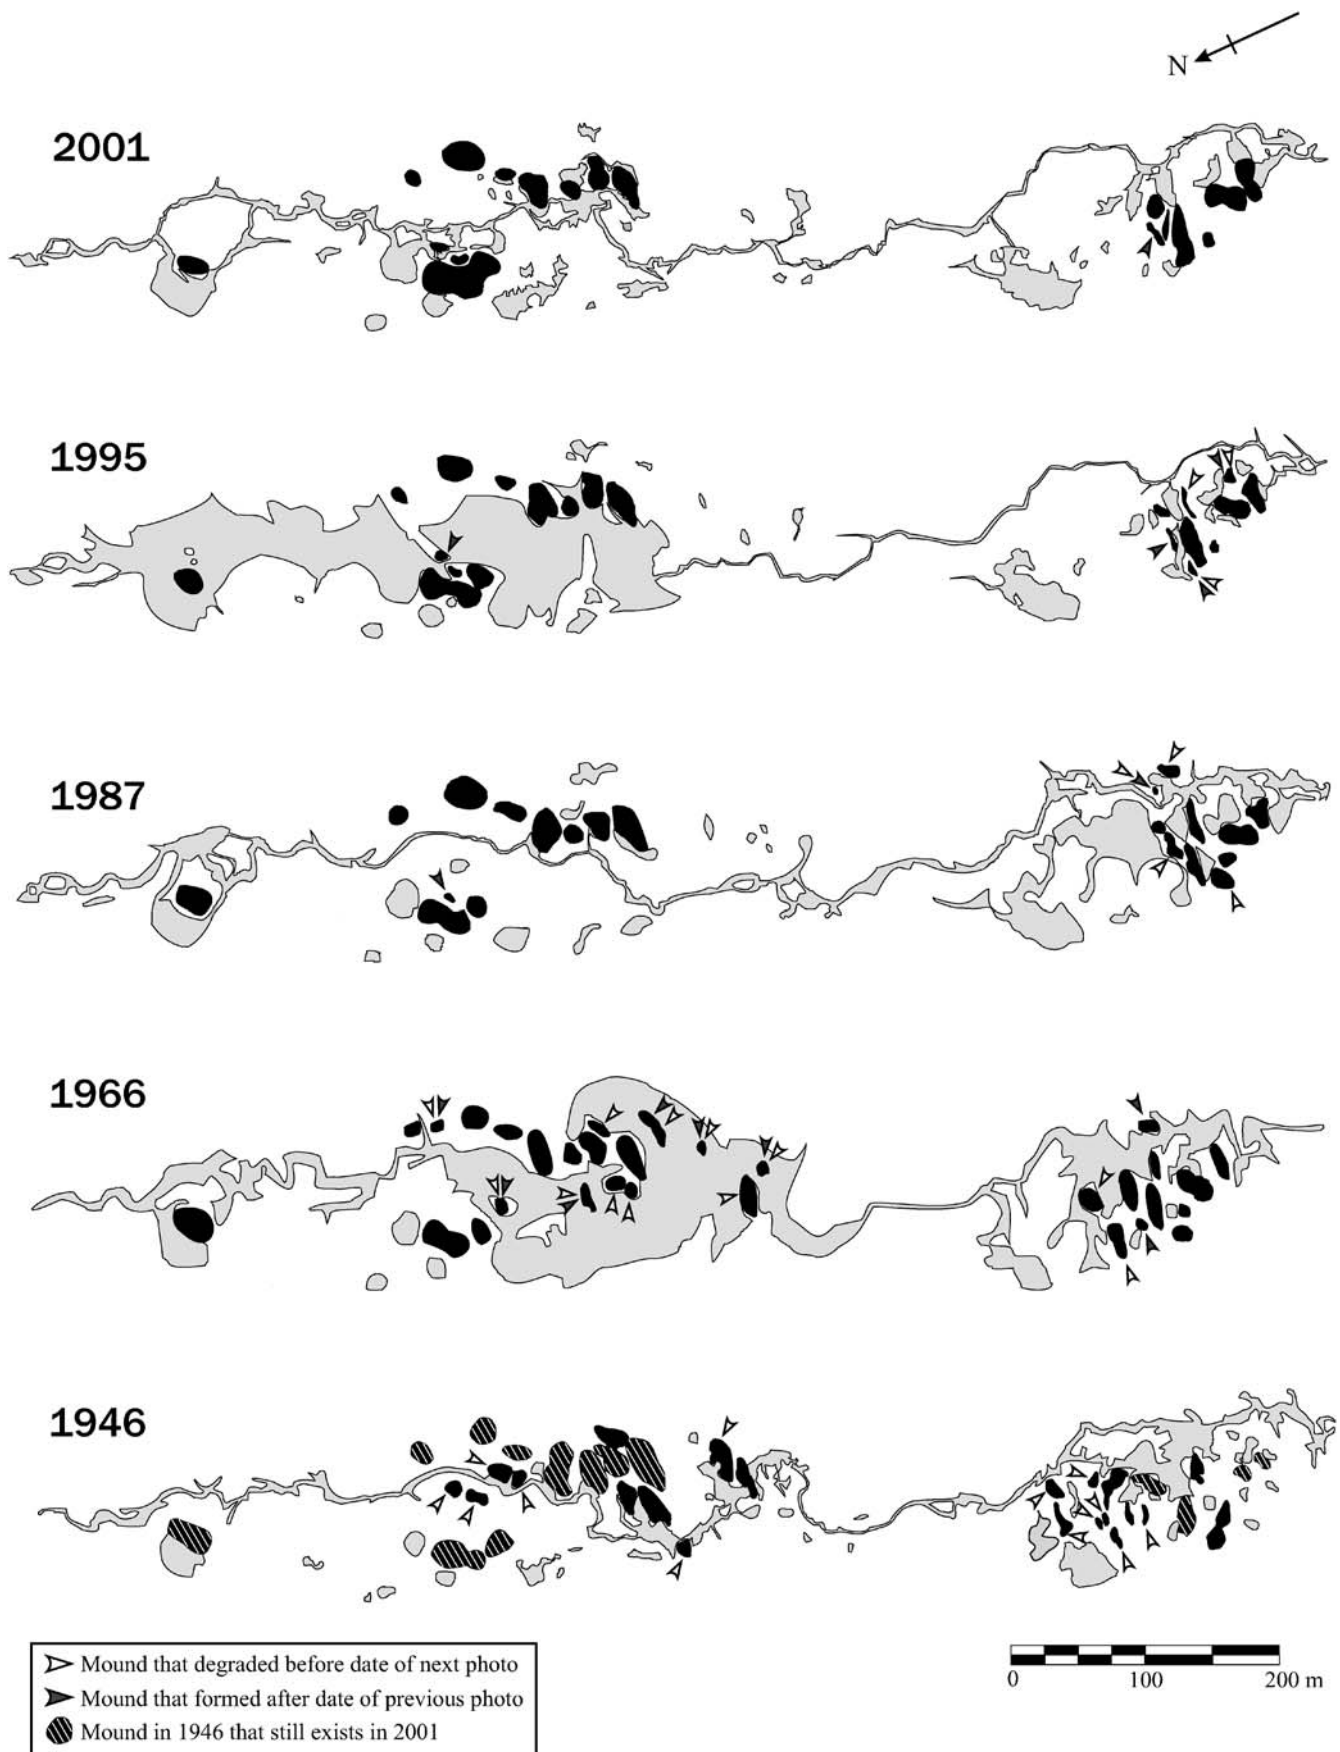 N
2001
1995
1987
1966
1946
Mound that degraded before date of next photo
Mound that formed after date of previous photo
Mound in 1946 that still exists in 2001
0 100 200 m